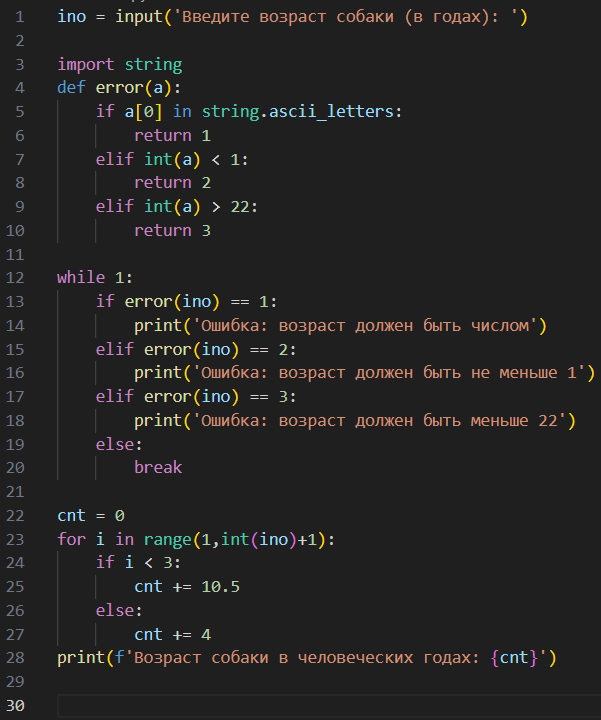 1 ino = input('Введите возраст собаки (в годах): ')
2
3 import string
4 def error(a):
5     if a[0] in string.ascii_letters:
6         return 1
7     elif int(a) < 1:
8         return 2
9     elif int(a) > 22:
10         return 3
11
12 while 1:
13     if error(ino) == 1:
14         print('Ошибка: возраст должен быть числом')
15     elif error(ino) == 2:
16         print('Ошибка: возраст должен быть не меньше 1')
17     elif error(ino) == 3:
18         print('Ошибка: возраст должен быть меньше 22')
19     else:
20         break
21
22 cnt = 0
23 for i in range(1,int(ino)+1):
24     if i < 3:
25         cnt += 10.5
26     else:
27         cnt += 4
28 print(f'Возраст собаки в человеческих годах: {cnt}')
29
30